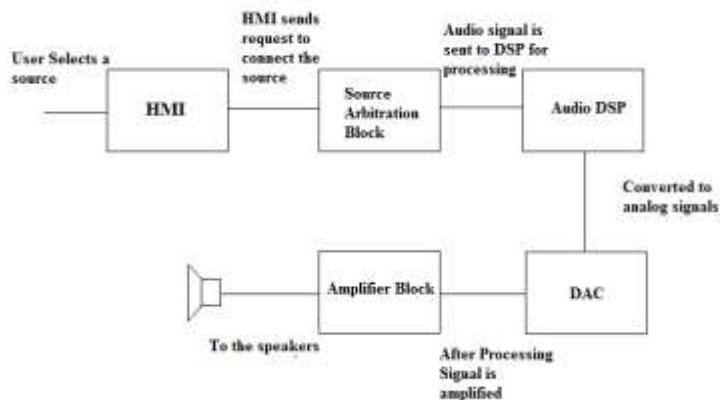 User Selects a
source
HMI
HMI sends
request to
connect the
source
Source
Arbitration
Block
Audio signal is
sent to DSP for
processing
Audio DSP
Converted to
analog signals
DAC
After Processing
Signal is
amplified
Amplifier Block
To the speakers